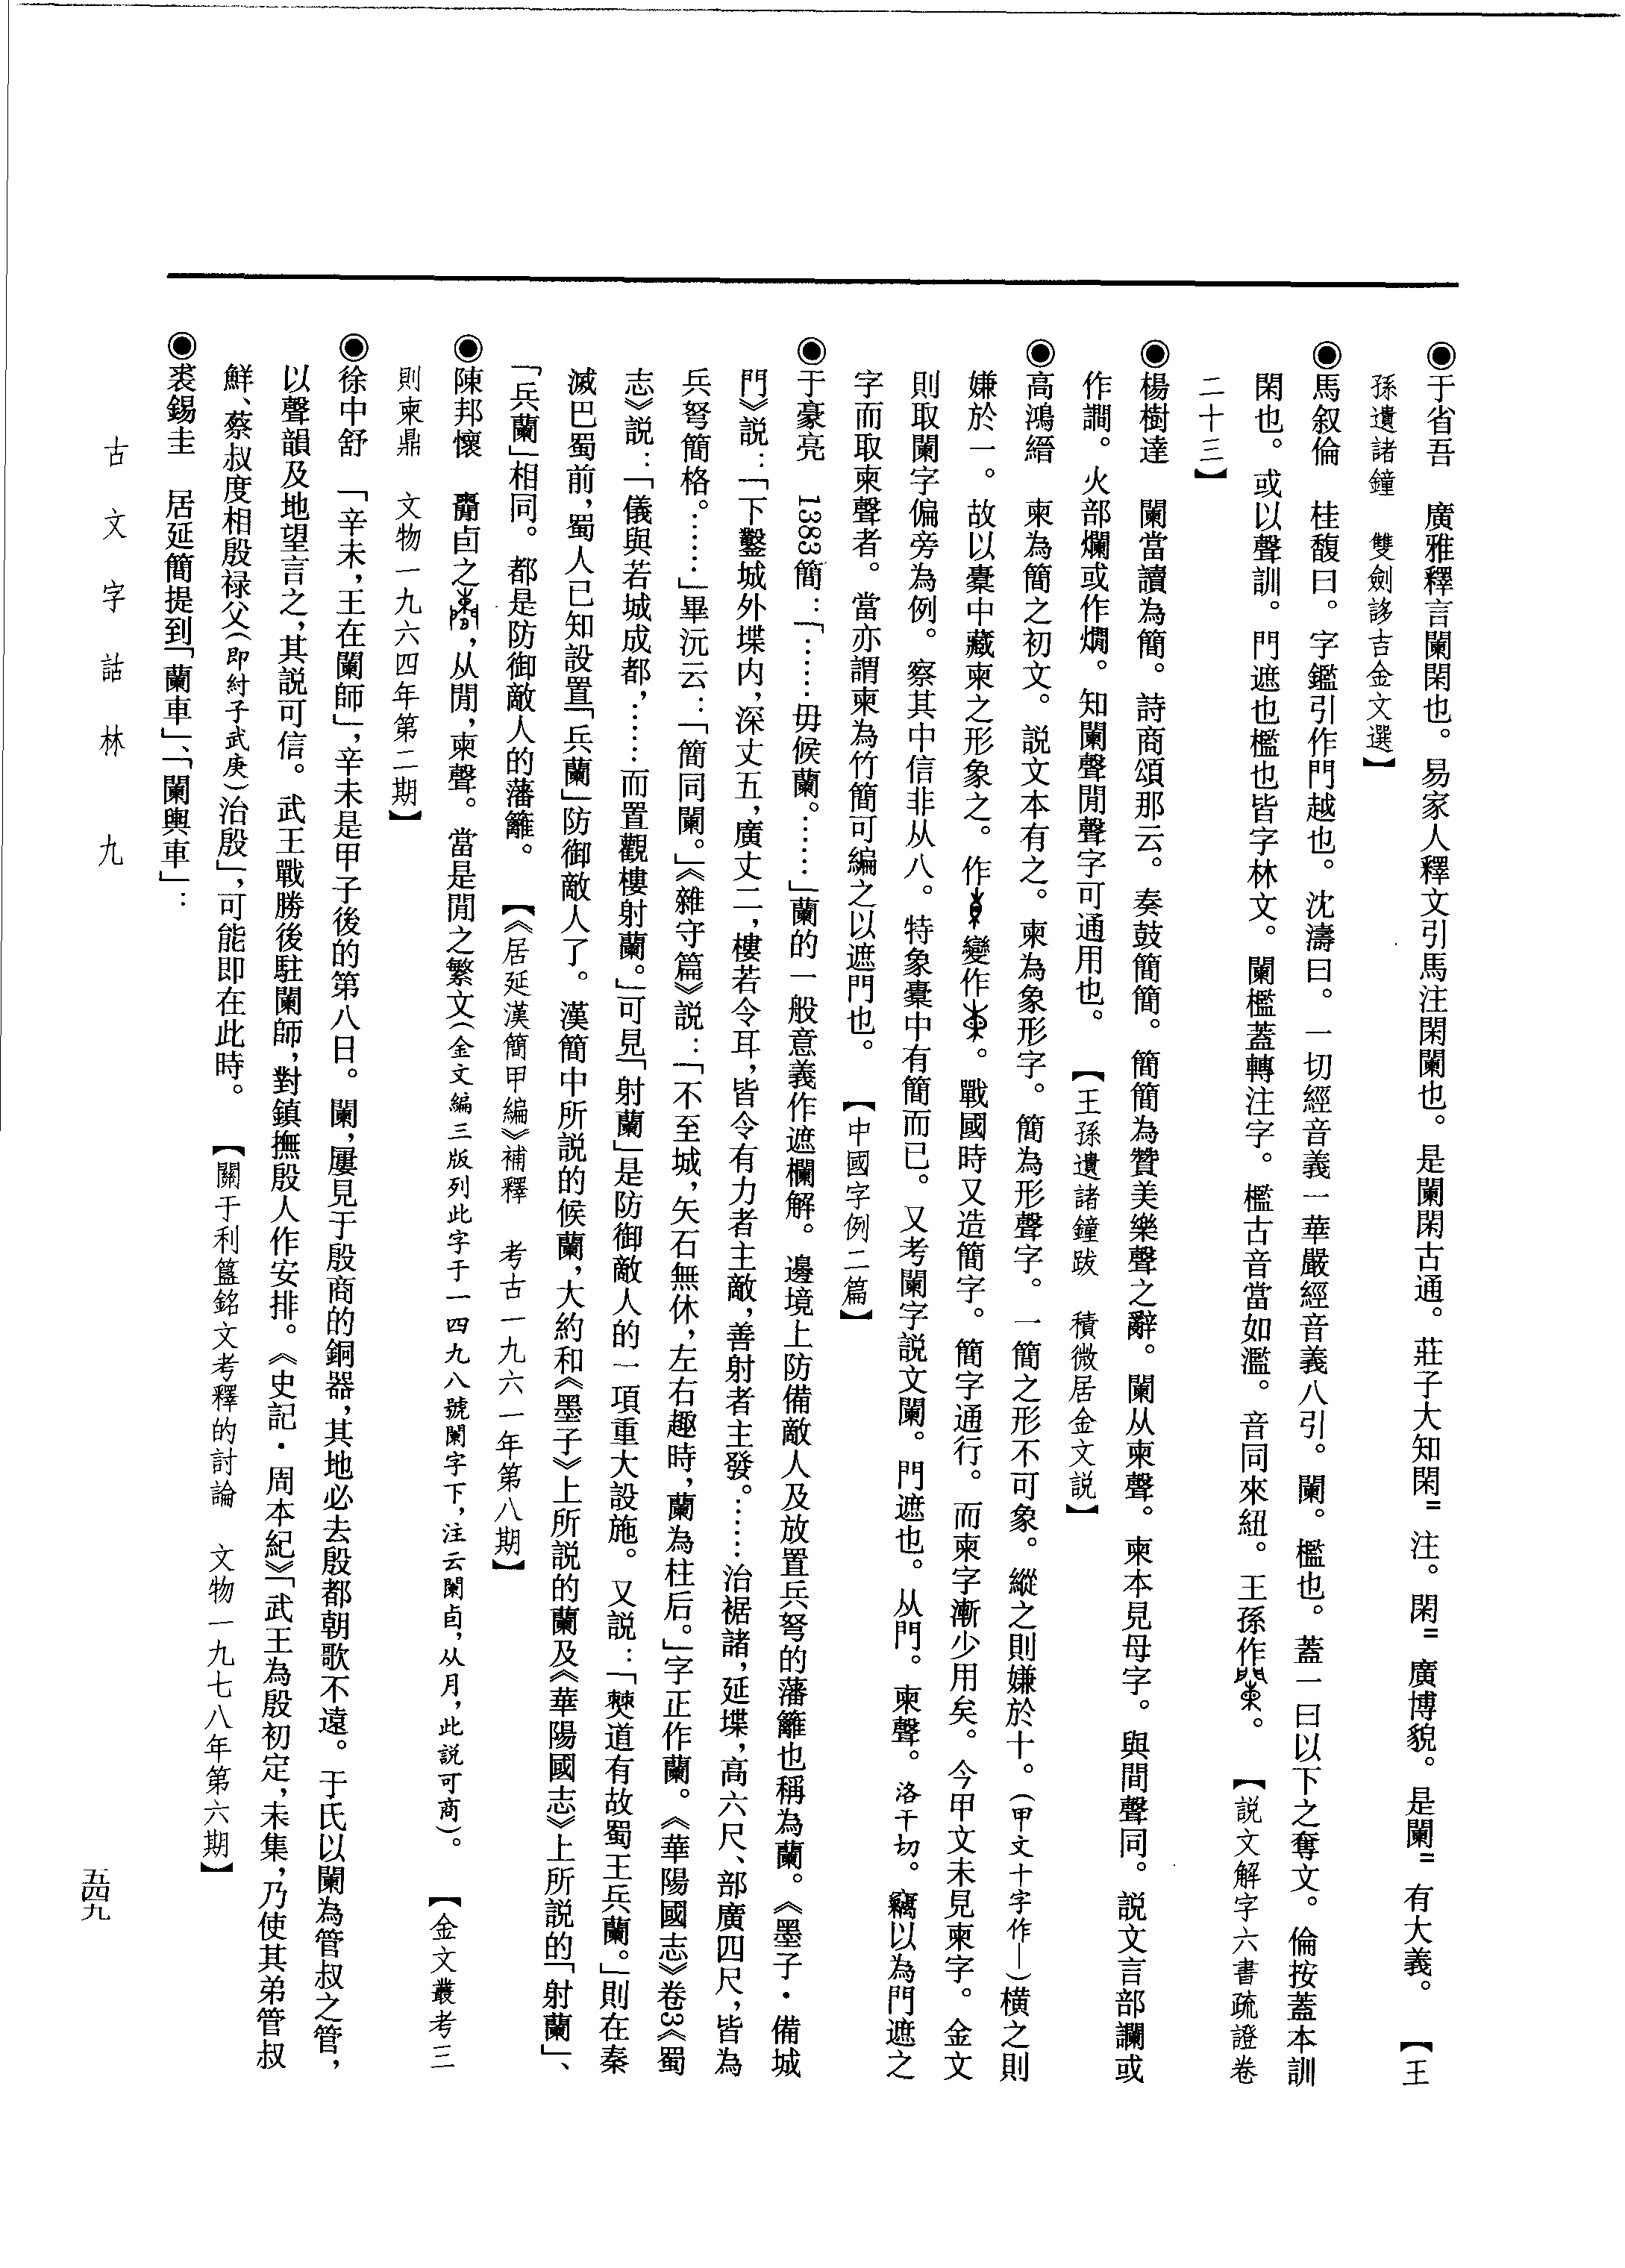 ◉于省吾　廣雅釋言闌閑也。易家人釋文引馬注閑闌也。是闌閑古通。莊子大知閑〓注。閑〓廣博貌。是闌〓有大義。　【王
孫遺諸鐘　雙劍誃吉金文選】
◉馬叙倫　桂馥曰。字鑑引作門越也。沈濤曰。一切經音義一華嚴經音義八引。闌。檻也。蓋一曰以下之奪文。倫按蓋本訓
閑也。或以聲訓。門遮也檻也皆字林文。闌檻蓋轉注字。檻古音當如濫。音同來紐。王孫作。　【説文解字六書疏證卷
二十三】
◉楊樹達　闌當讀為簡。詩商頌那云。奏鼓簡簡。簡簡為贊美樂聲之辭。闌从柬聲。柬本見母字。與間聲同。説文言部讕或
作譋。火部爛或作燗。知闌聲閒聲字可通用也。　【王孫遺諸鐘跋　積微居金文説】
◉高鴻縉　柬為簡之初文。説文本有之。柬為象形字。簡為形聲字。一簡之形不可象。縱之則嫌於十。（甲文十字作｜）橫之則
嫌於一。故以橐中藏柬之形象之。作變作。戰國時又造簡字。簡字通行。而柬字漸少用矣。今甲文未見柬字。金文
則取闌字偏旁為例。察其中信非从八。特象橐中有簡而已。又考闌字説文闌。門遮也。从門。柬聲。洛干切。竊以為門遮之
字而取柬聲者。當亦謂柬為竹簡可編之以遮門也。　【中國字例二篇】
◉于豪亮　1383簡：「……毋候蘭。……」蘭的一般意義作遮欄解。邊境上防備敵人及放置兵弩的藩籬也稱為蘭。《墨子·備城
門》説：「下鑿城外堞内，深丈五，廣丈二，樓若令耳，皆令有力者主敵，善射者主發。……治裾諸，延堞，高六尺、部廣四尺，皆為
兵弩簡格。……」畢沅云：「簡同闌。」《雜守篇》説：「不至城，矢石無休，左右趣時，蘭為柱后。」字正作蘭。《華陽國志》卷3《蜀
志》説：「儀與若城成都，……而置觀樓射蘭。」可見「射蘭」是防御敵人的一項重大設施。又説：「僰道有故蜀王兵蘭。」則在秦
滅巴蜀前，蜀人已知設置「兵蘭」防御敵人了。漢簡中所説的候蘭，大約和《墨子》上所説的蘭及《華陽國志》上所説的「射蘭」、
「兵蘭」相同。都是防御敵人的藩籬。　【《居延漢簡甲編》補釋　考古一九六一年第八期】
◉陳邦懷　卣之，从閒，柬聲。當是閒之繁文（金文編三版列此字于一四九八號闌字下，注云闌卣，从月，此説可商）。　【金文叢考三
則柬鼎　文物一九六四年第二期】
◉徐中舒　「辛未，王在闌師」，辛未是甲子後的第八日。闌，屢見于殷商的銅器，其地必去殷都朝歌不遠。于氏以闌為管叔之管，
以聲韻及地望言之，其説可信。武王戰勝後駐闌師，對鎮撫殷人作安排。《史記·周本紀》「武王為殷初定，未集，乃使其弟管叔
鮮、蔡叔度相殷禄父（即紂子武庚）治殷」，可能即在此時。　【關于利簋銘文考釋的討論　文物一九七八年第六期】
◉裘錫圭　居延簡提到「蘭車」、「闌輿車」：
古文字詁林　九
五四九